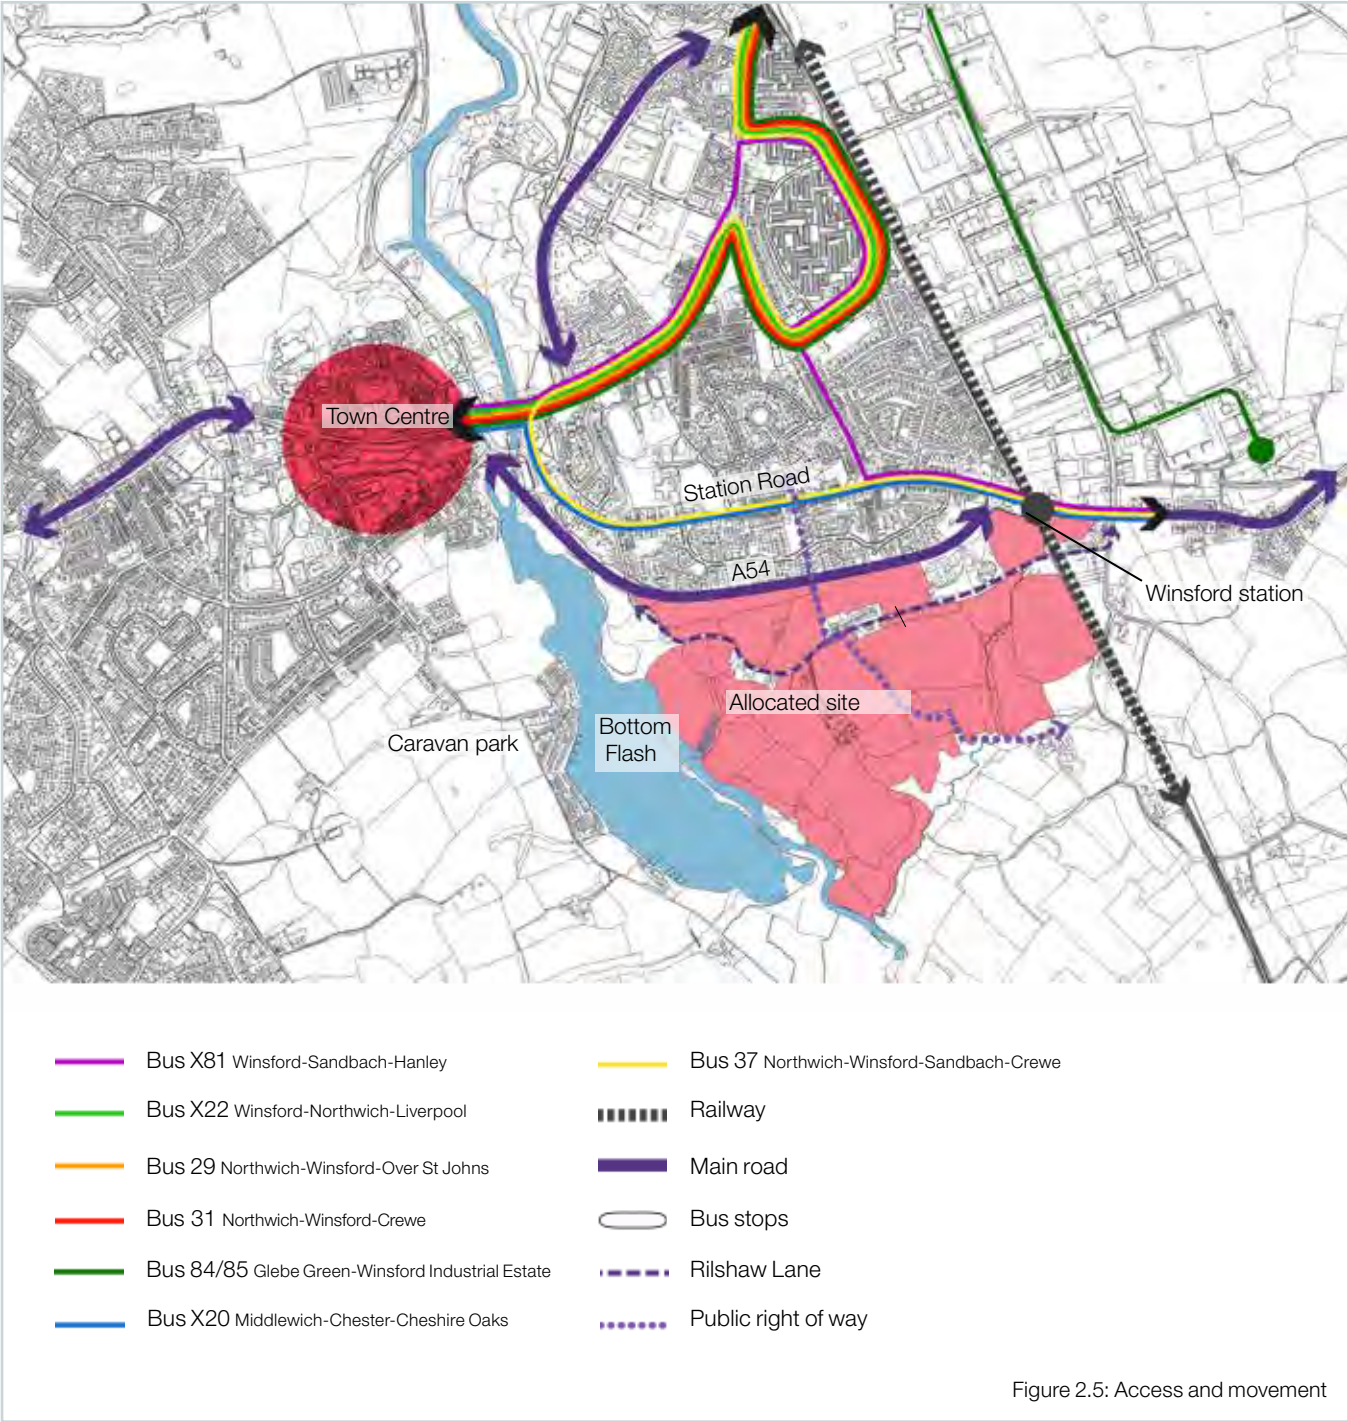 Town Centre
Station Road
A54
Winsford station
Allocated site
Bottom
Flash
Caravan park
Bus X81 Winsford-Sandbach-Hanley
Bus X22 Winsford-Northwich-Liverpool
Bus 29 Northwich-Winsford-Over St Johns
Bus 31 Northwich-Winsford-Crewe
Bus 84/85 Glebe Green-Winsford Industrial Estate
Bus X20 Middlewich-Chester-Cheshire Oaks
Bus 37 Northwich-Winsford-Sandbach-Crewe
Railway
Main road
Bus stops
Rilshaw Lane
Public right of way
Figure 2.5: Access and movement